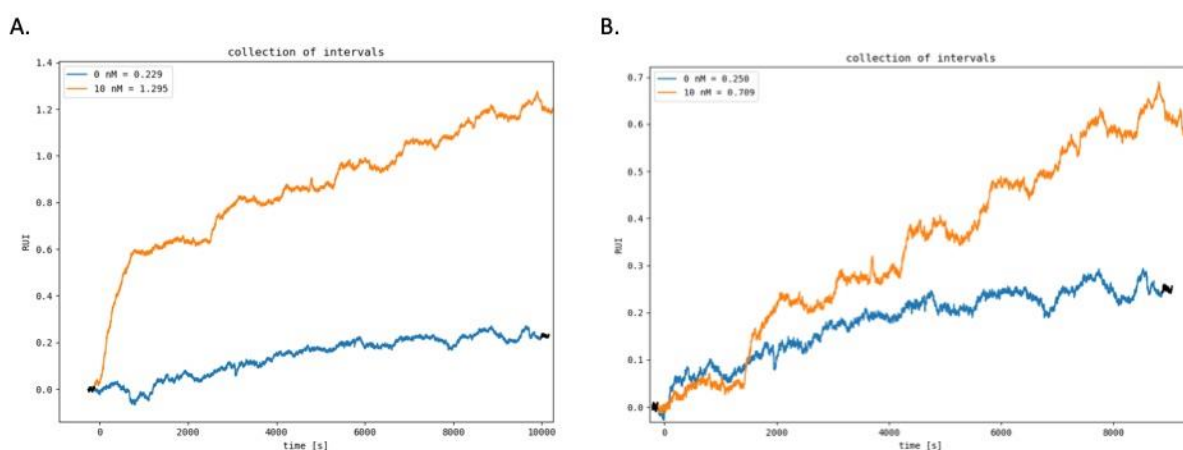 A.
collection of intervals
0 nM = 0.229
10 nM = 1.295
1.4
1.2
1.0
0.8
0.6
0.4
0.2
0.0
RUI
0
2000
4000
6000
8000
10000
time [s]
B.
collection of intervals
0 nM = 0.250
10 nM = 0.709
0.7
0.6
0.5
0.4
0.3
0.2
0.1
0.0
RUI
0
2000
4000
6000
8000
time [s]